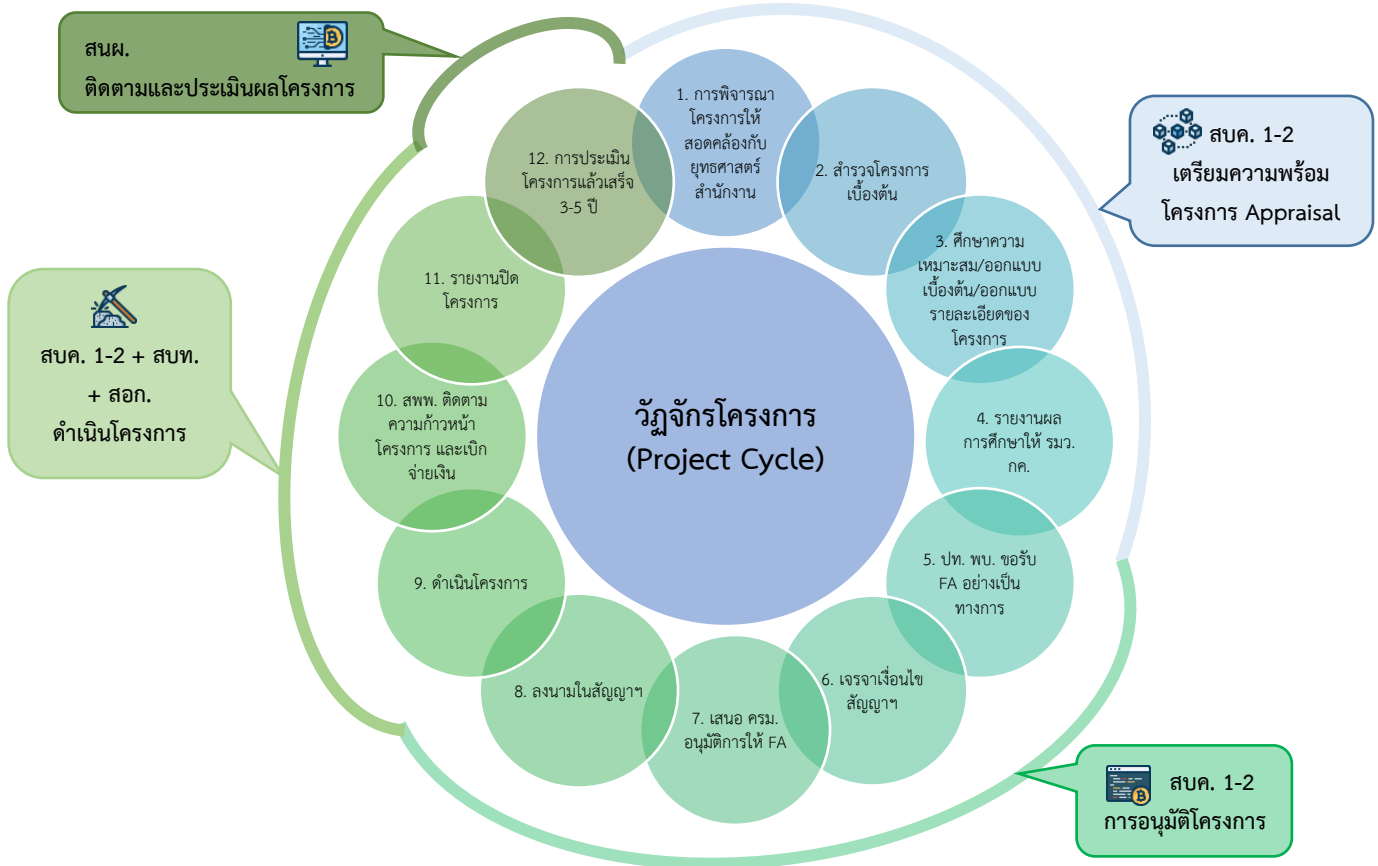 สนผ.
ติดตามและประเมินผลโครงการ
1. การพิจารณา
โครงการให้
สอดคล้องกับ
ยุทธศาสตร์
สำนักงาน
2. สำรวจโครงการ
เบื้องต้น
3. ศึกษาความ
เหมาะสม/ออกแบบ
เบื้องต้น/ออกแบบ
รายละเอียดของ
โครงการ
4. รายงานผล
การศึกษาให้ รมว.
กค.
5. ปท. พบ. ขอรับ
FA อย่างเป็น
ทางการ
6. เจรจาเงื่อนไข
สัญญาฯ
7. เสนอ ครม.
อนุมัติการให้ FA
8. ลงนามในสัญญาฯ
9. ดำเนินโครงการ
10. สพพ. ติดตาม
ความก้าวหน้า
โครงการ และเบิก
จ่ายเงิน
11. รายงานปิด
โครงการ
12. การประเมิน
โครงการแล้วเสร็จ
3-5 ปี
วัฏจักรโครงการ
(Project Cycle)
สบค. 1-2
เตรียมความพร้อม
โครงการ Appraisal
สบค. 1-2 + สบท.
+ สอก.
ดำเนินโครงการ
สบค. 1-2
การอนุมัติโครงการ